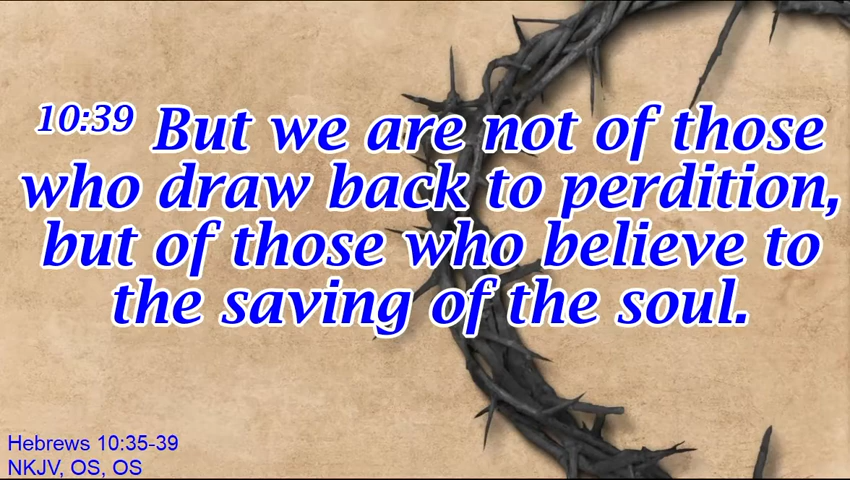 10:39 But we are not of those
who draw back to perdition,
but of those who believe to
the saving of the soul.
Hebrews 10:35-39
NKJV, OS, OS